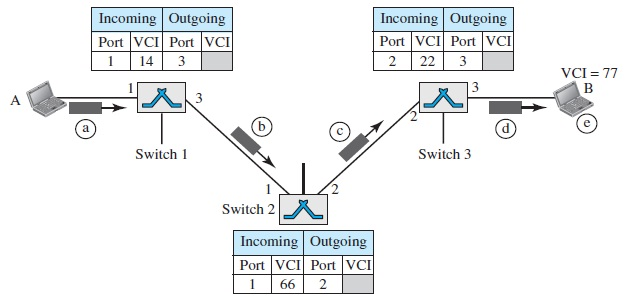 Incoming Outgoing
Port VCI Port VCI
1 14 3
Incoming Outgoing
Port VCI Port VCI
2 22 3
VCI = 77
A
B
1
3
2
3
a
b
c
d
e
Switch 1
Switch 3
1
2
Switch 2
Incoming Outgoing
Port VCI Port VCI
1 66 2